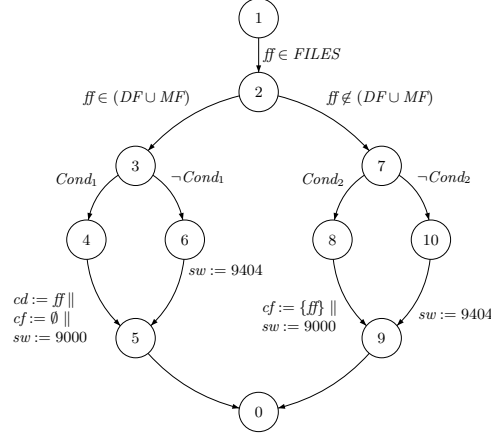 1
ff ∈ FILES
2
ff ∈ (DF ∪ MF)
ff ∉ (DF ∪ MF)
3
7
Cond₁
¬Cond₁
Cond₂
¬Cond₂
4
6
8
10
sw := 9404
cd := ff ||
cf := ∅ ||
sw := 9000
5
cf := {ff} ||
sw := 9000
9
sw := 9404
0